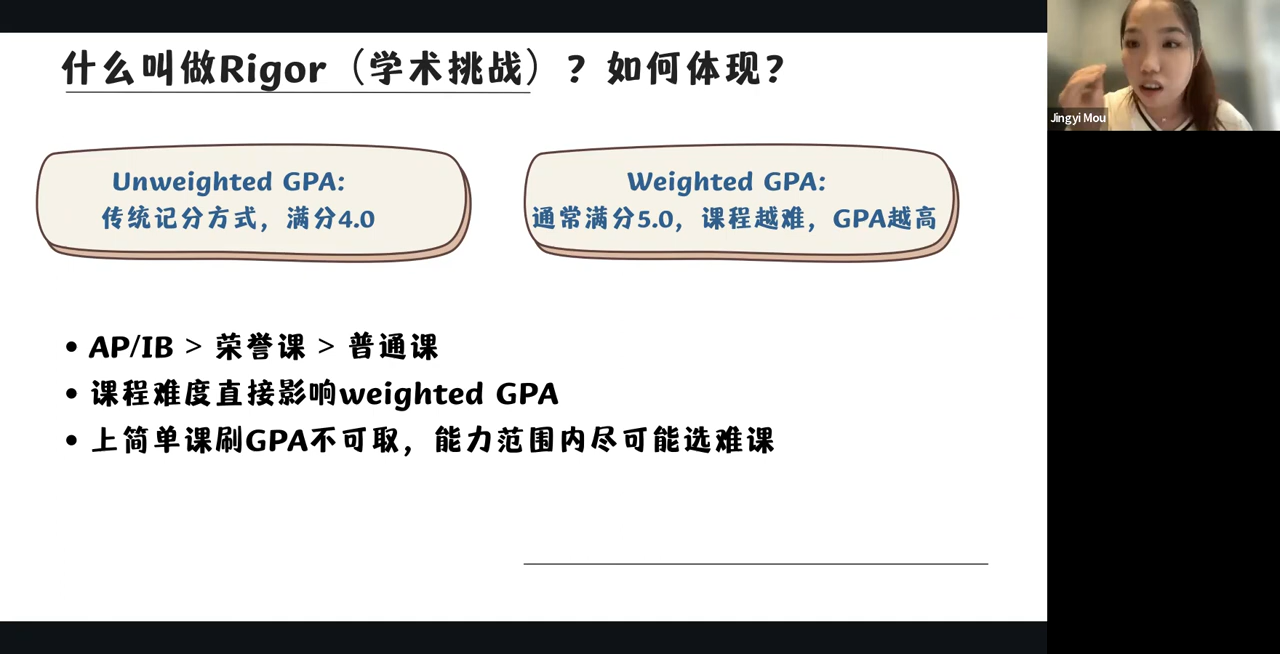 什么叫做Rigor（学术挑战）？如何体现？
Jingyi Mou
Unweighted GPA:
传统记分方式，满分4.0
Weighted GPA:
通常满分5.0，课程越难，GPA越高
• AP/IB > 荣誉课 > 普通课
• 课程难度直接影响weighted GPA
• 上简单课刷GPA不可取，能力范围内尽可能选难课